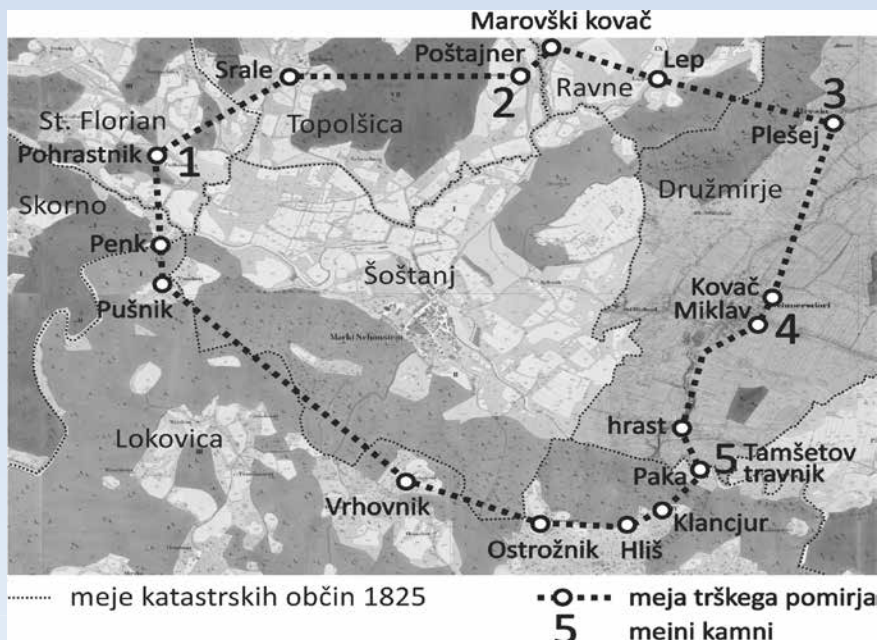 Marovški kovač
Poštajner
Srale
Lep
2
Ravne
3
St. Florian
Topolšica
Plešej
Pohrastnik
1
Družmirje
Skorno
Penk
Šoštanj
Kovač
Pušnik
Miklav
4
Markt Schönstein
Lokovica
hrast
5 Tamšetov
travnik
Paka
Vrhovnik
Klancjur
Ostrožnik
Hliš
meje katastrskih občin 1825
meja trškega pomirja
5
mejni kamni